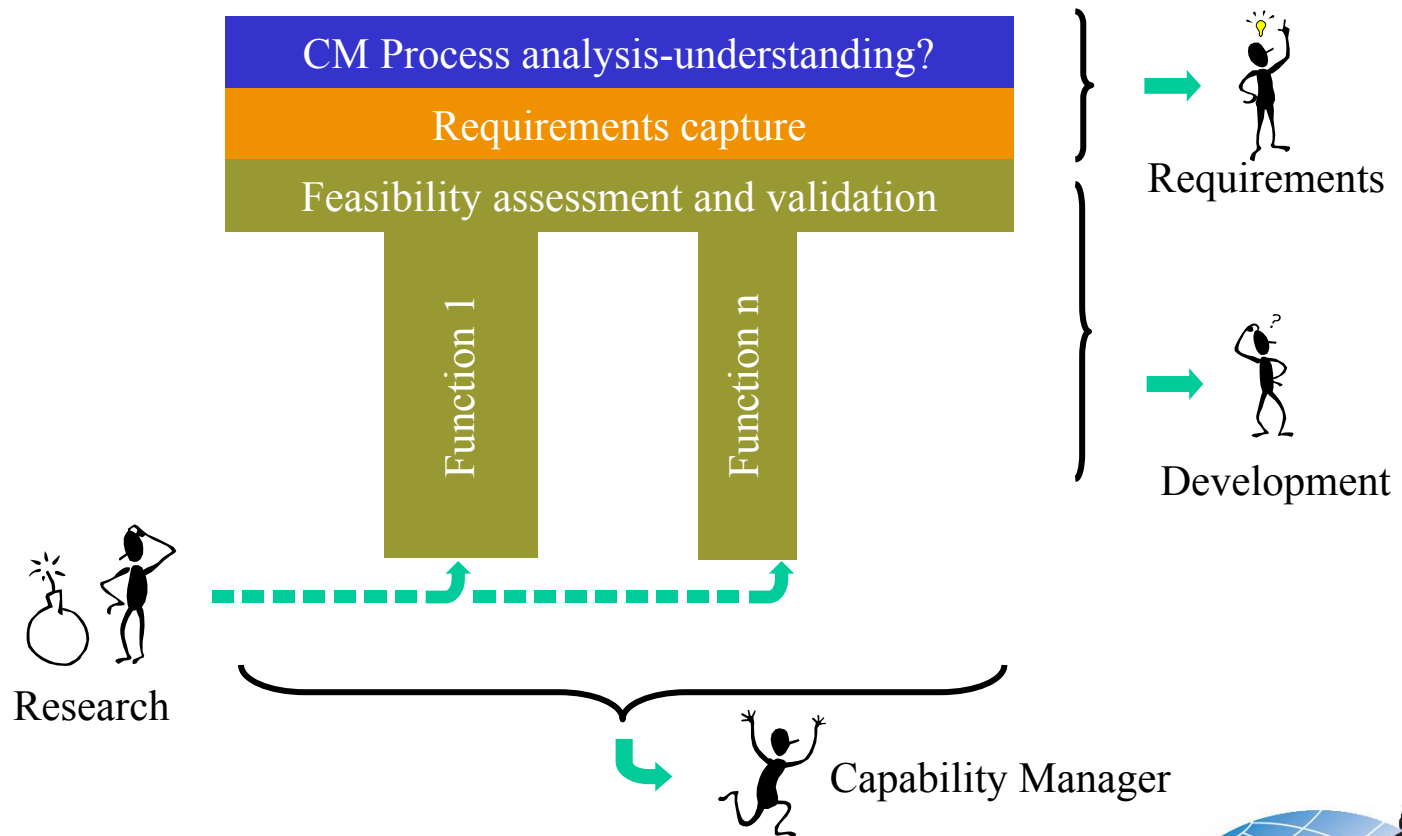 CM Process analysis-understanding?
Requirements capture
Feasibility assessment and validation
Requirements
Function 1
Function n
?
Development
Research
Capability Manager